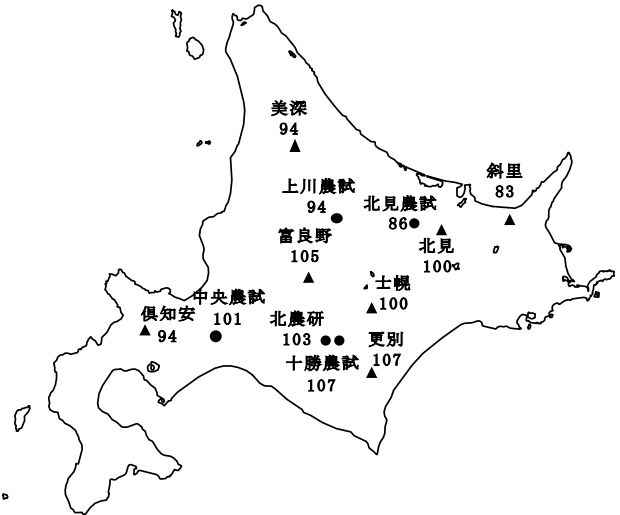 美深
94
斜里
83
上川農試
94
北見農試
86
北見
100
富良野
105
士幌
100
中央農試
101
倶知安
94
北農研
103
更別
107
十勝農試
107